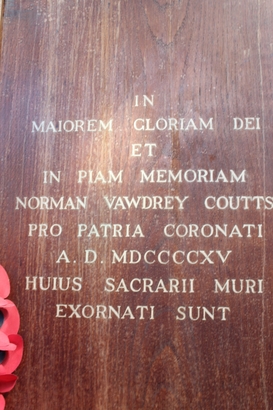 IN
MAIOREM GLORIAM DEI
ET
IN PIAM MEMORIAM
NORMAN VAWDREY COUTTS
PRO PATRIA CORONATI
A. D. MDCCCCXV
HUIUS SACRARII MURI
EXORNATI SUNT